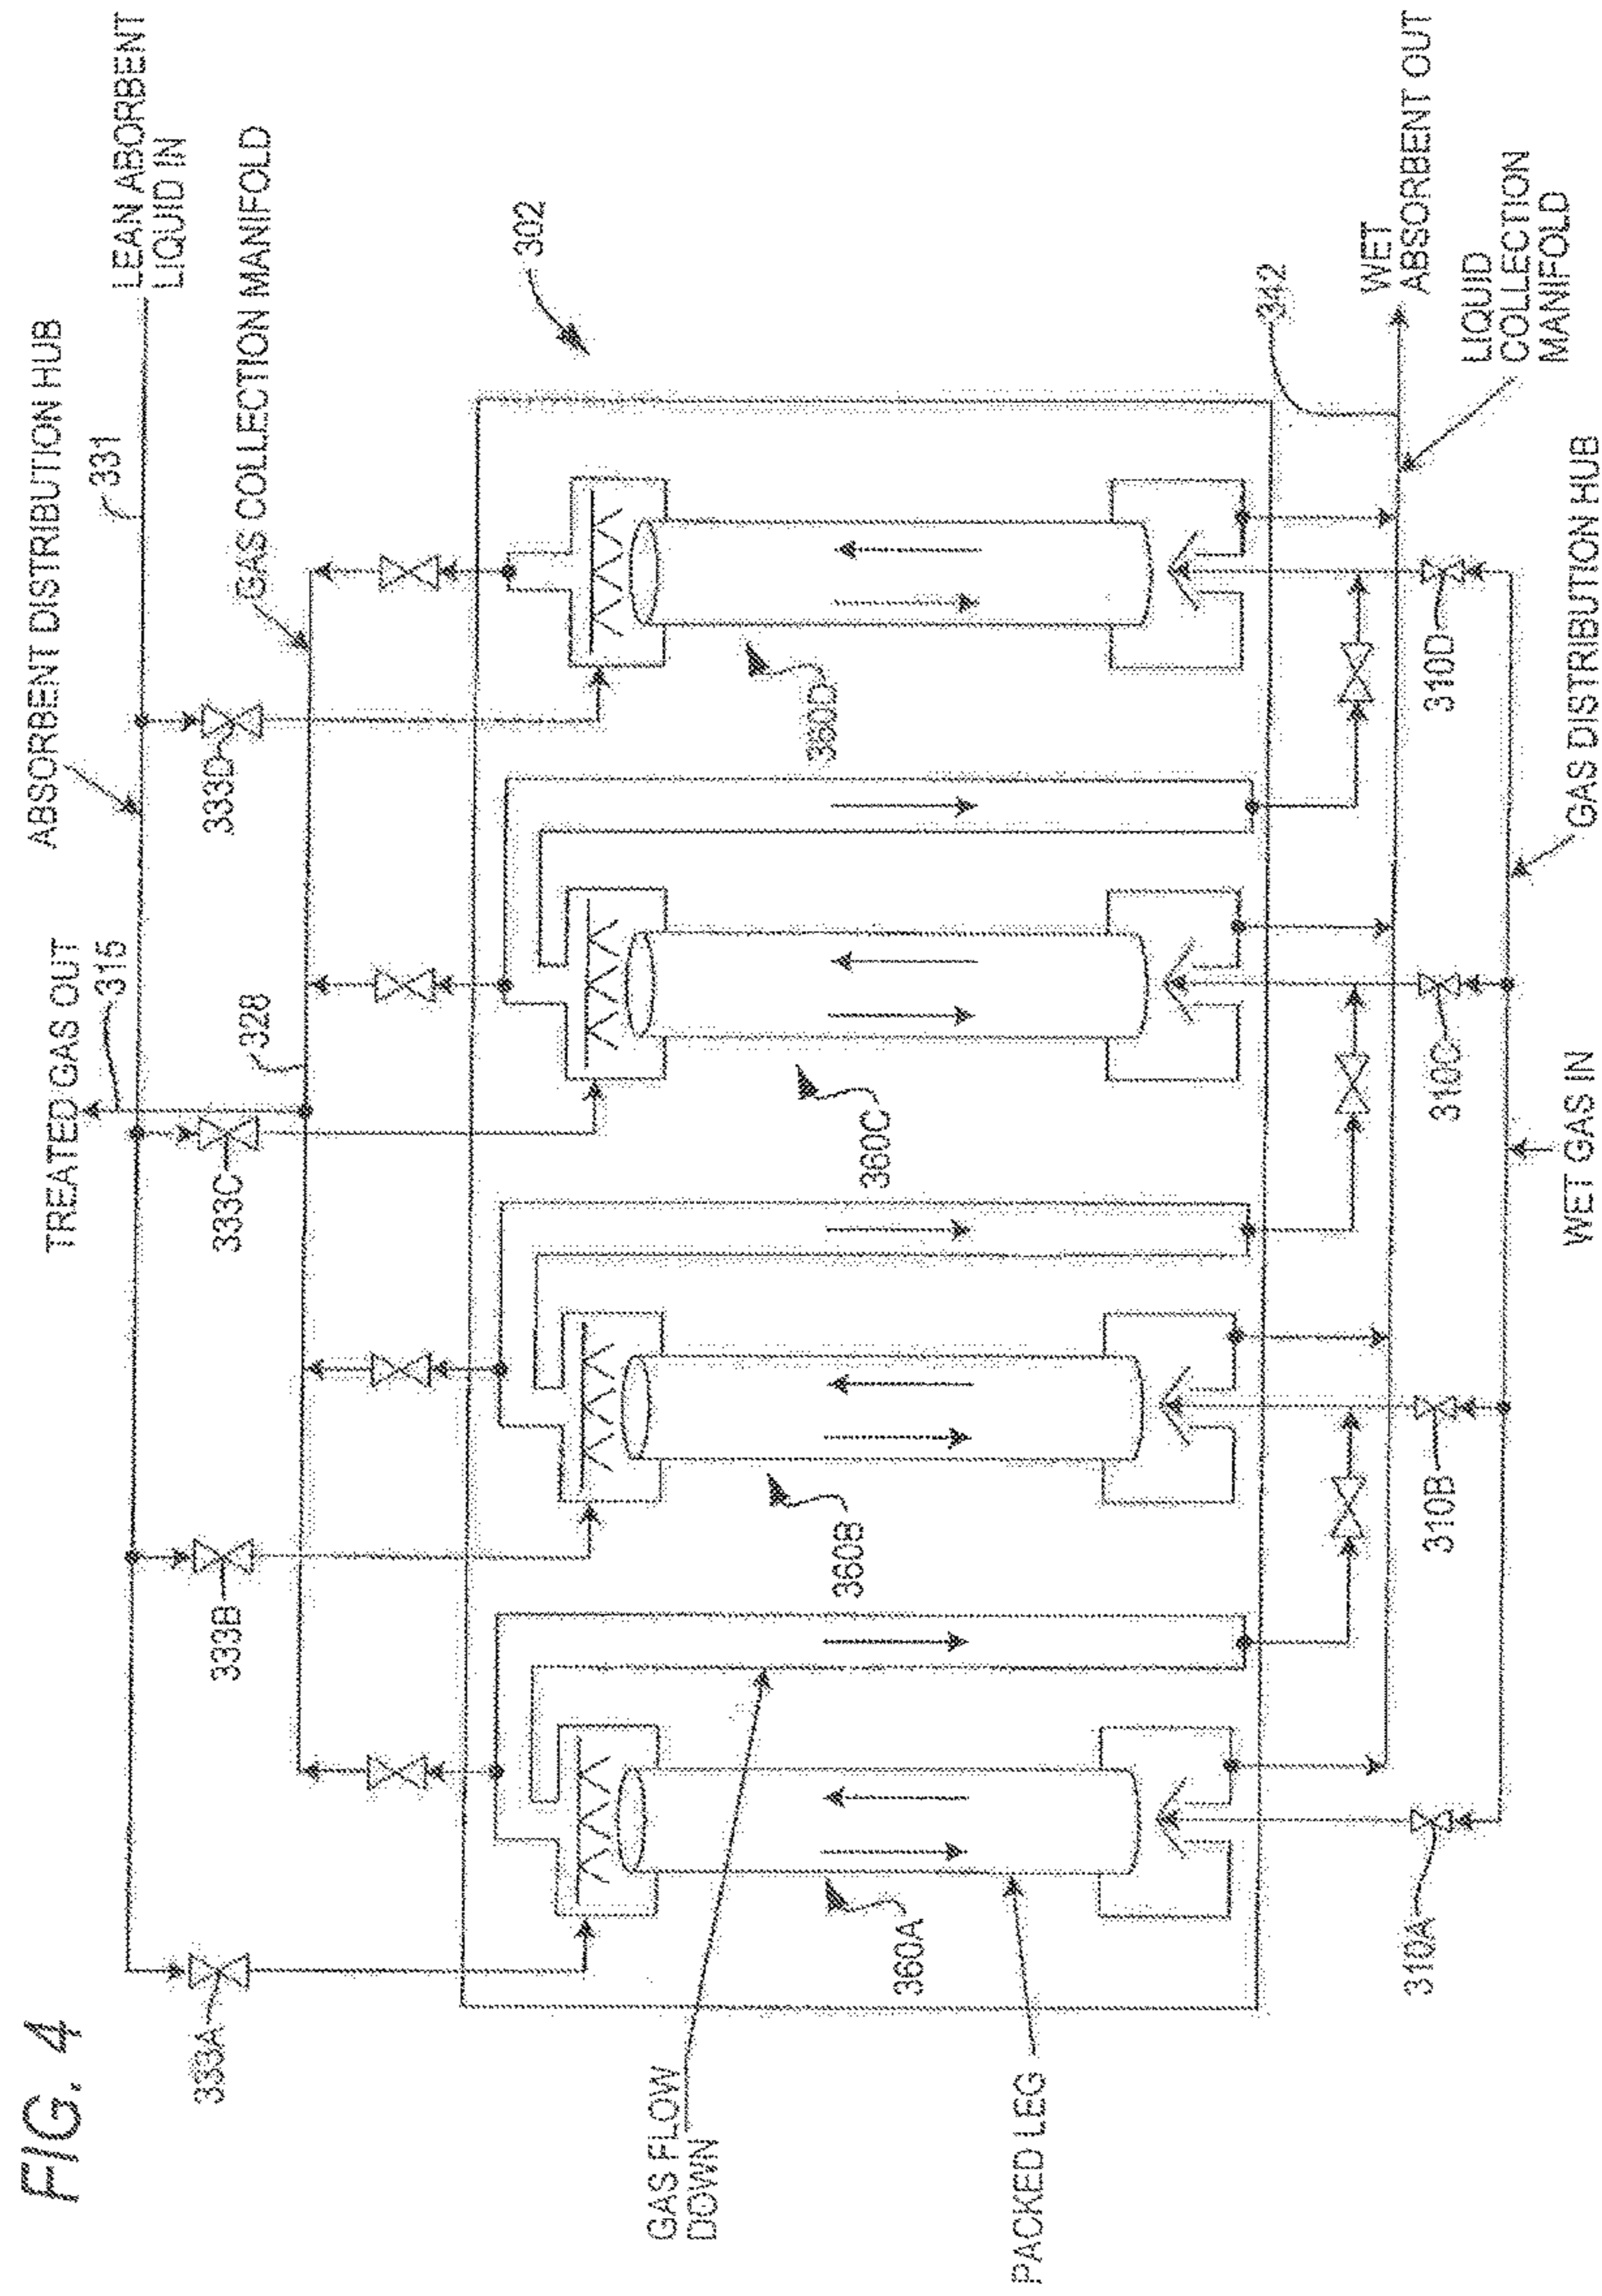 FIG. 4
ABSORBENT DISTRIBUTION HUB
331
LEAN ABORBENT
LIQUID IN
TREATED GAS OUT
315
GAS COLLECTION MANIFOLD
328
333A
333B
333C
333D
302
GAS FLOW
DOWN
PACKED LEG
360A
360B
360C
360D
342
WET
ABSORBENT OUT
LIQUID
COLLECTION
MANIFOLD
310A
310B
310C
310D
WET GAS IN
GAS DISTRIBUTION HUB